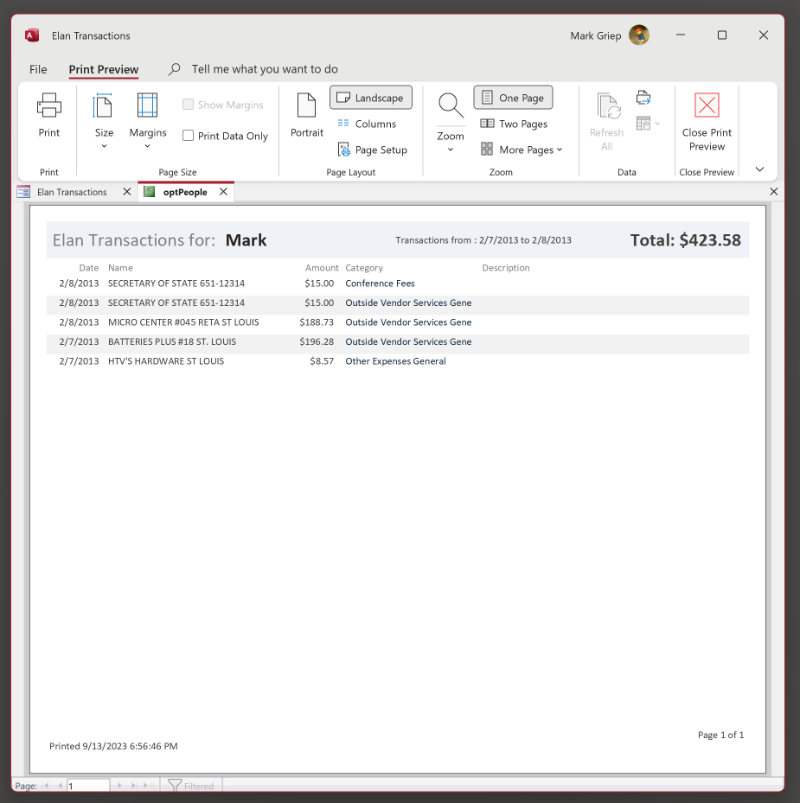 Elan Transactions
Mark Griep
File Print Preview Tell me what you want to do
Print
Size
Margins
Show Margins
Print Data Only
Portrait
Landscape
Columns
Page Setup
Zoom
One Page
Two Pages
More Pages
Refresh All
Close Print Preview
Print Page Size Page Layout Zoom Data Close Preview
Elan Transactions optPeople
Elan Transactions for: Mark Transactions from : 2/7/2013 to 2/8/2013 Total: $423.58
Date Name Amount Category Description
2/8/2013 SECRETARY OF STATE 651-12314 $15.00 Conference Fees
2/8/2013 SECRETARY OF STATE 651-12314 $15.00 Outside Vendor Services Gene
2/8/2013 MICRO CENTER #045 RETA ST LOUIS $188.73 Outside Vendor Services Gene
2/7/2013 BATTERIES PLUS #18 ST. LOUIS $196.28 Outside Vendor Services Gene
2/7/2013 HTV'S HARDWARE ST LOUIS $8.57 Other Expenses General
Page 1 of 1
Printed 9/13/2023 6:56:46 PM
Page: 1 Filtered